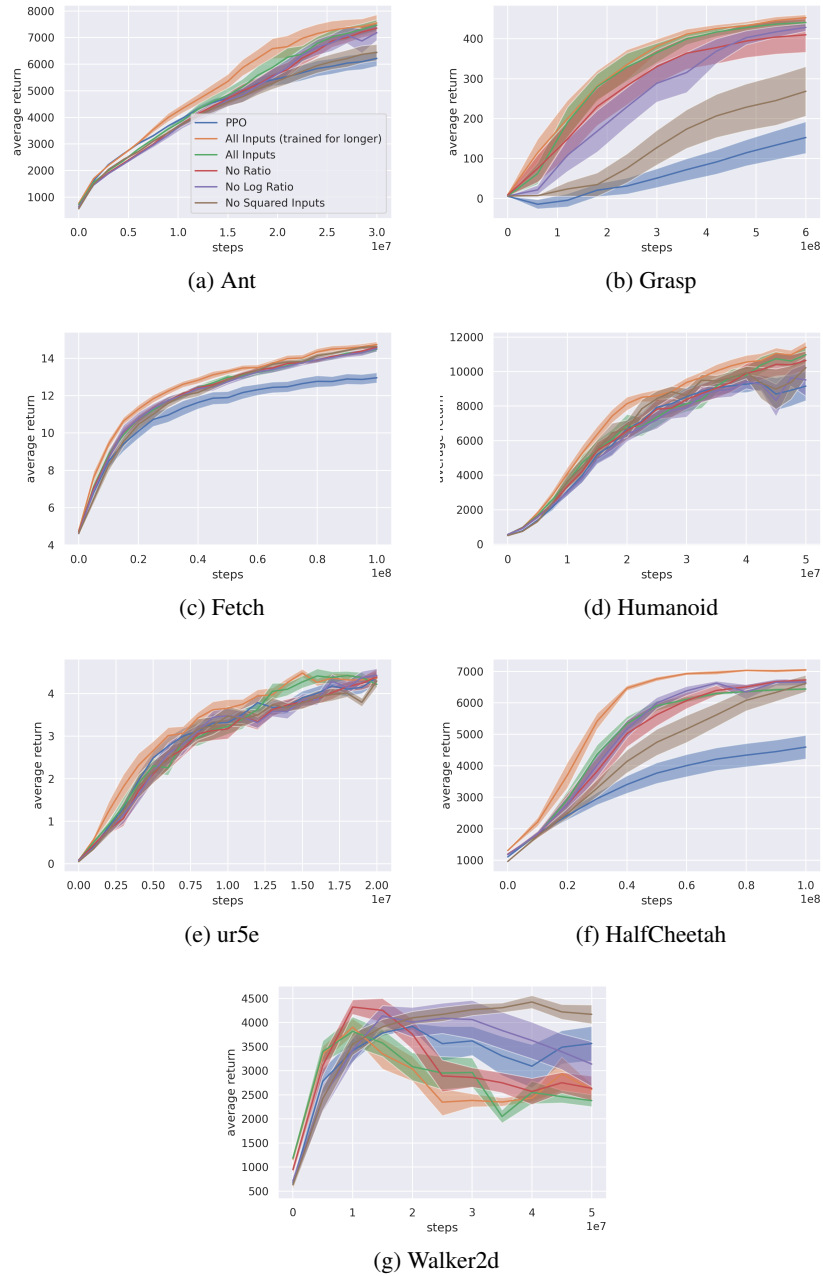 8000
7000
6000
5000
4000
3000
2000
1000
average return
PPO
All Inputs (trained for longer)
All Inputs
No Ratio
No Log Ratio
No Squared Inputs
0.0 0.5 1.0 1.5 2.0 2.5 3.0
steps 1e7
(a) Ant
400
300
200
100
0
average return
0 1 2 3 4 5 6
steps 1e8
(b) Grasp
14
12
10
8
6
4
average return
0.0 0.2 0.4 0.6 0.8 1.0
steps 1e8
(c) Fetch
12000
10000
8000
6000
4000
2000
0
average return
0 1 2 3 4 5
steps 1e7
(d) Humanoid
4
3
2
1
0
average return
0.00 0.25 0.50 0.75 1.00 1.25 1.50 1.75 2.00
steps 1e7
(e) ur5e
7000
6000
5000
4000
3000
2000
1000
average return
0.0 0.2 0.4 0.6 0.8 1.0
steps 1e8
(f) HalfCheetah
4500
4000
3500
3000
2500
2000
1500
1000
500
average return
0 1 2 3 4 5
steps 1e7
(g) Walker2d